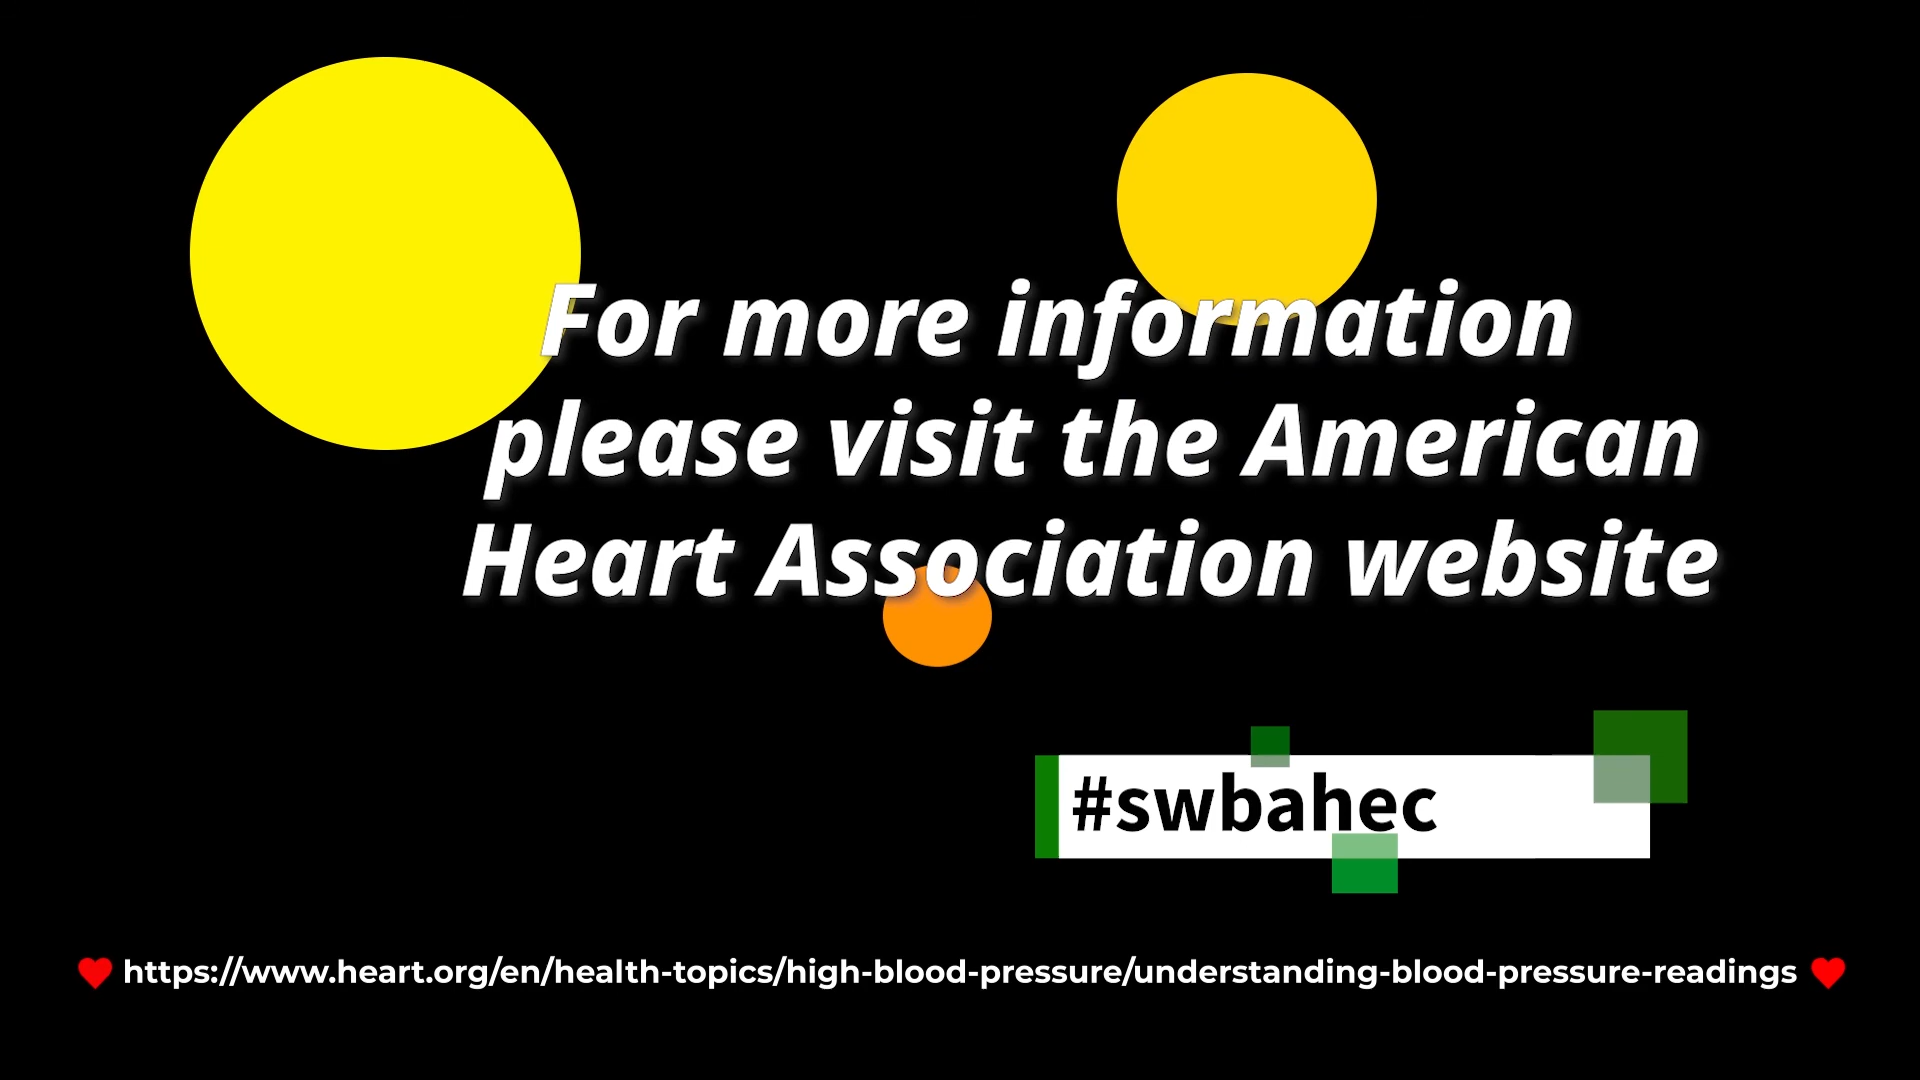 For more information
please visit the American
Heart Association website
#swbahec
https://www.heart.org/en/health-topics/high-blood-pressure/understanding-blood-pressure-readings